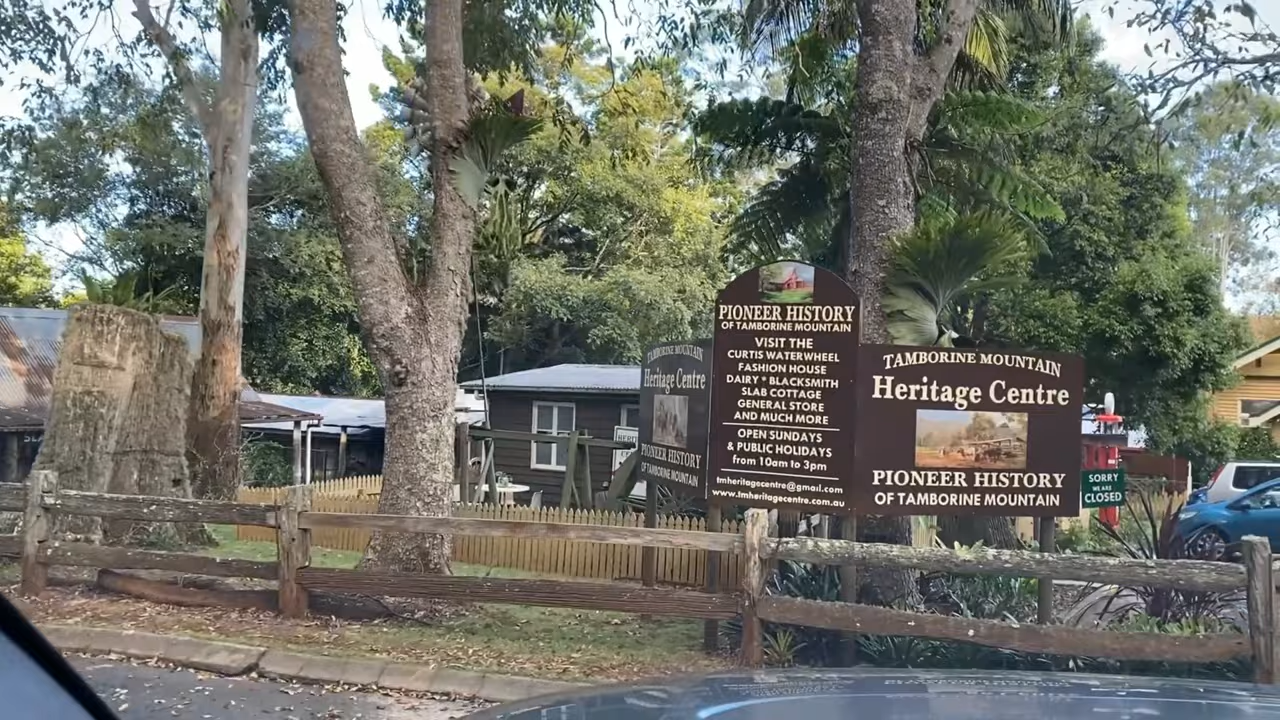 TAMBORINE MOUNTAIN
Heritage Centre
PIONEER HISTORY
OF TAMBORINE MOUNTAIN
PIONEER HISTORY
OF TAMBORINE MOUNTAIN
VISIT THE
CURTIS WATERWHEEL
FASHION HOUSE
DAIRY * BLACKSMITH
SLAB COTTAGE
GENERAL STORE
AND MUCH MORE
OPEN SUNDAYS
& PUBLIC HOLIDAYS
from 10am to 3pm
tmheritagecentre@gmail.com
www.tmheritagecentre.com.au
TAMBORINE MOUNTAIN
Heritage Centre
PIONEER HISTORY
OF TAMBORINE MOUNTAIN
SORRY
WE ARE
CLOSED